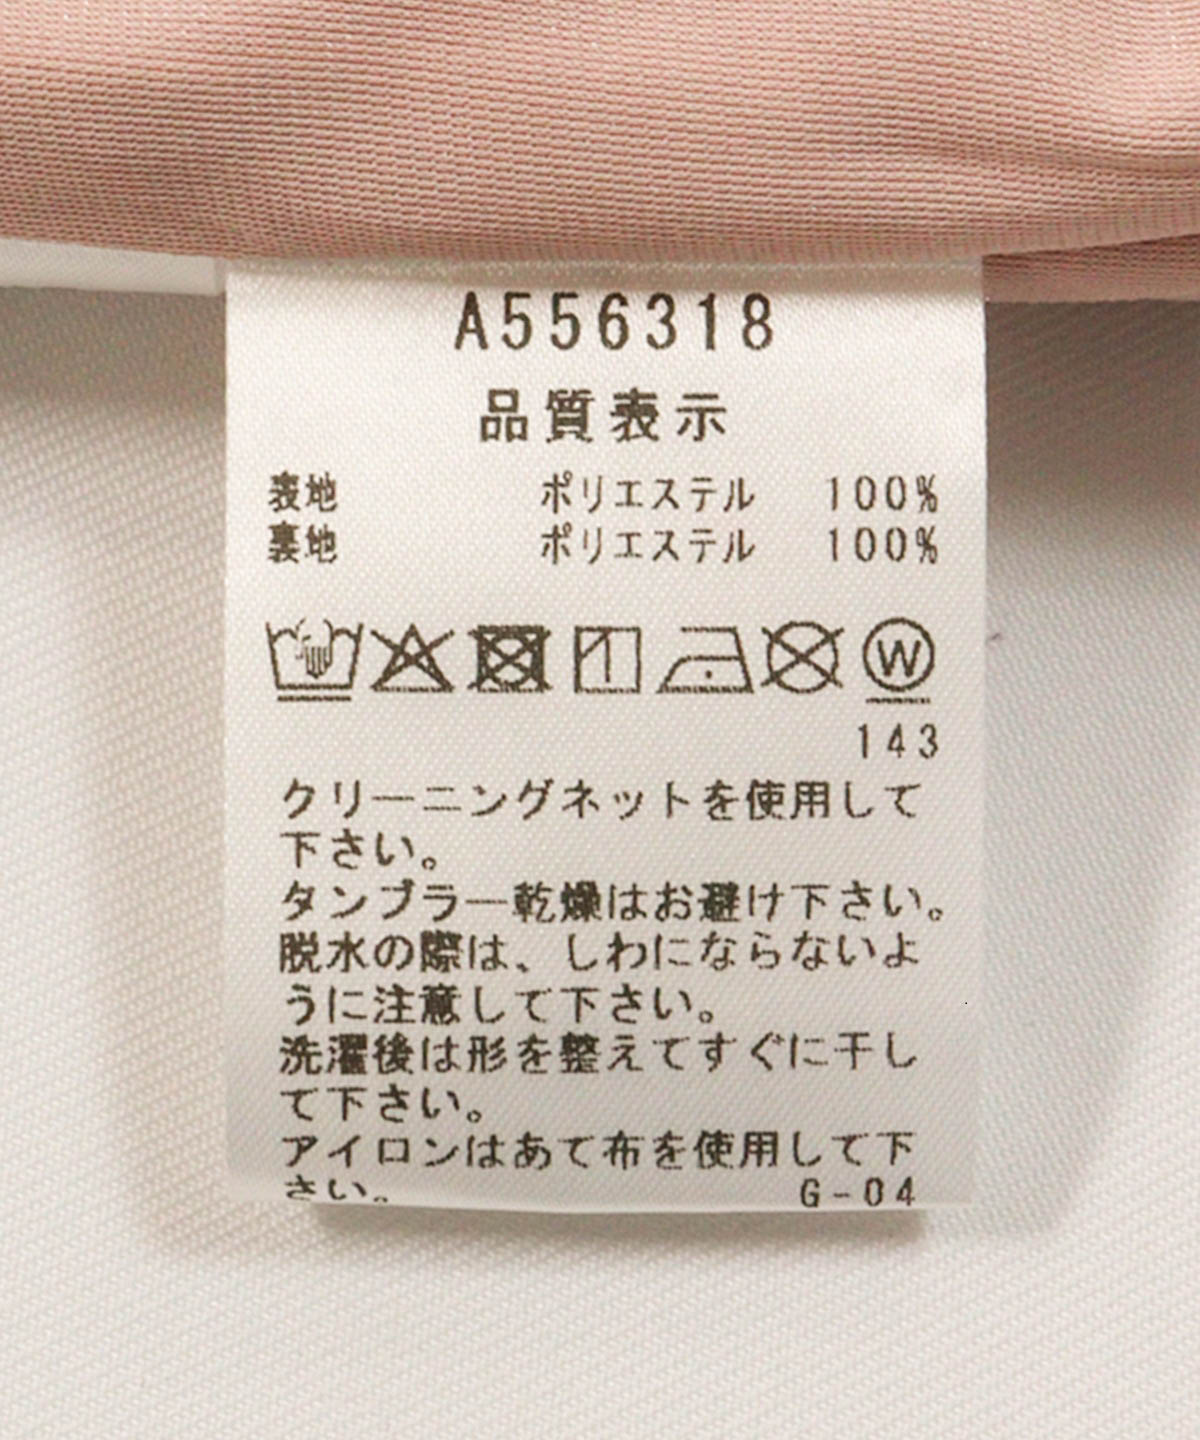 A556318
品質表示
表地 ポリエステル 100%
裏地 ポリエステル 100%
W
143
クリーニングネットを使用して
下さい。
タンブラー乾燥はお避け下さい。
脱水の際は、しわにならないよ
うに注意して下さい。
洗濯後は形を整えてすぐに干し
て下さい。
アイロンはあて布を使用して下
さい。 G-04